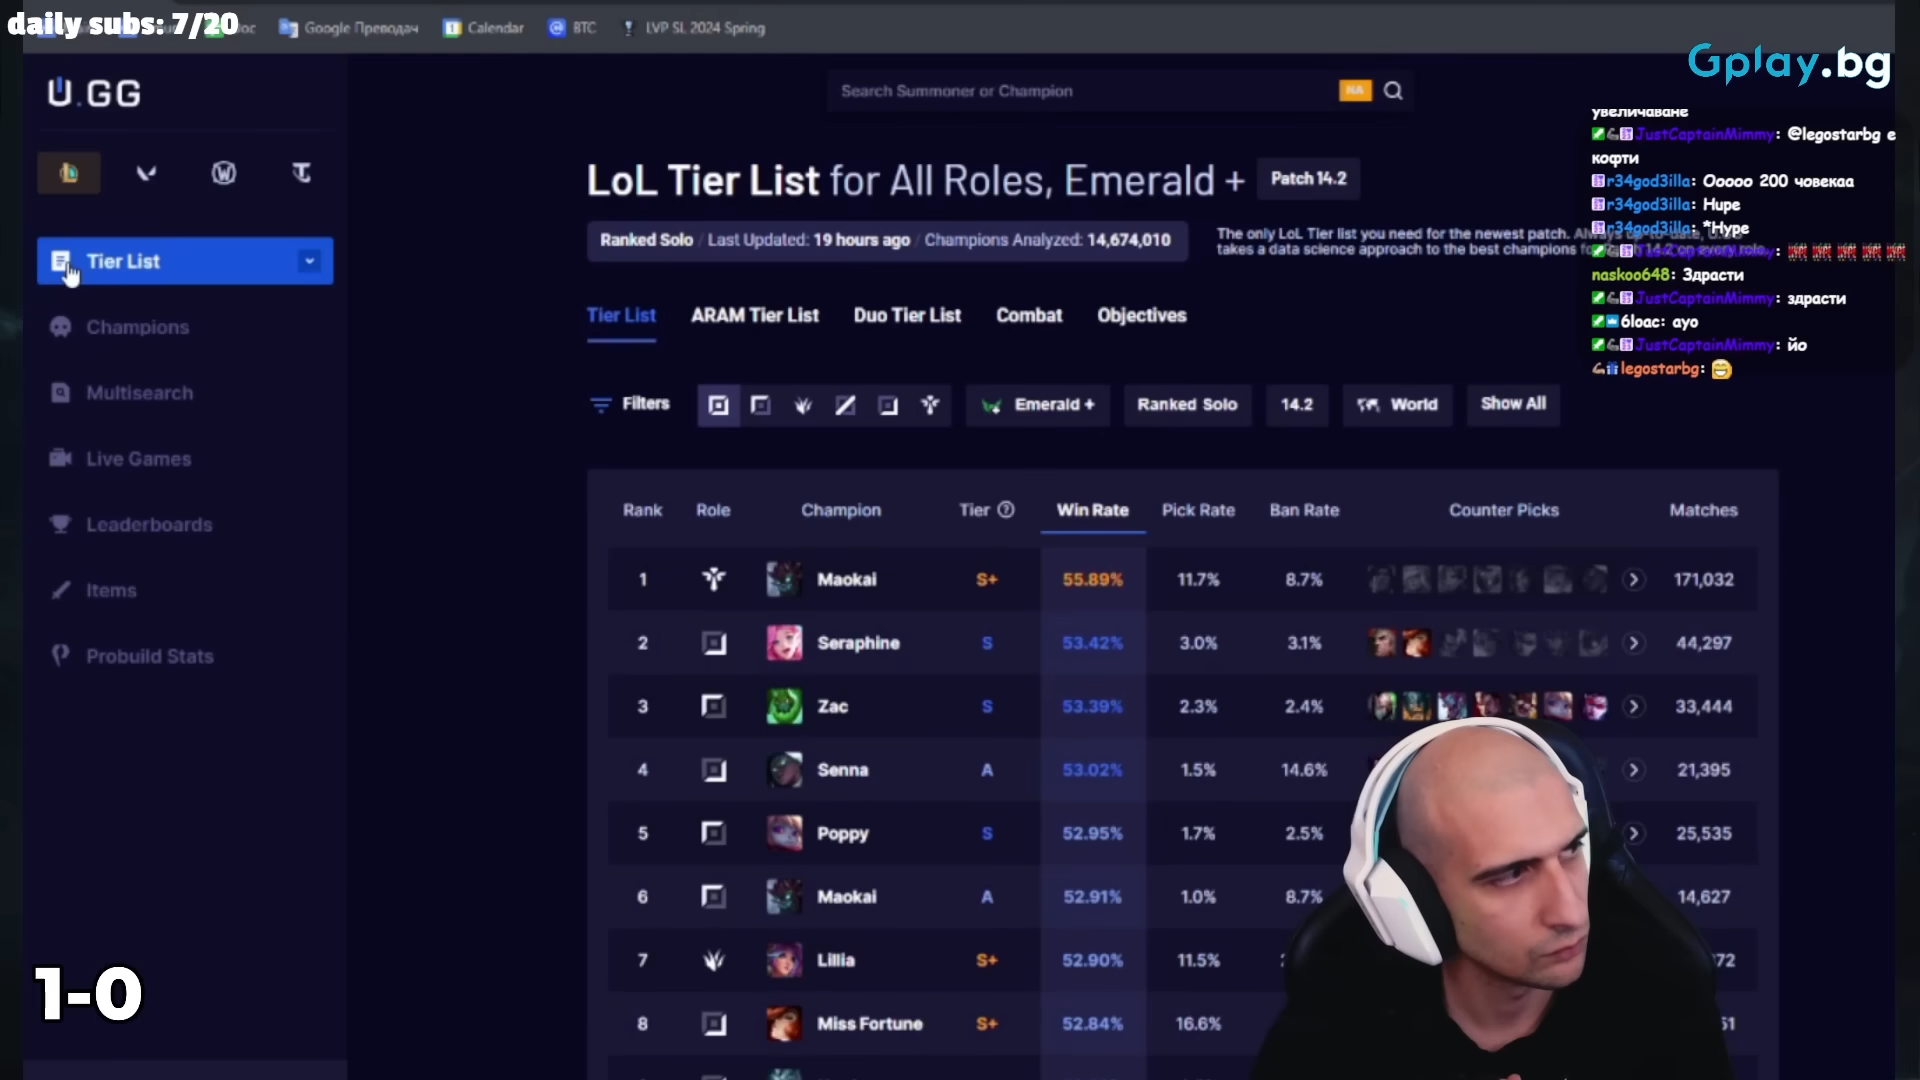 daily subs: 7/20
Google Преводач
Calendar
BTC
LVP SL 2024 Spring
U.GG
Search Summoner or Champion
NA
Gplay.bg
увеличаване
JustCaptainMimmy: @legostarbg е
кофти
r34god3illa: Ооооо 200 човекаа
r34god3illa: Hupe
r34god3illa: *Hype
JustCaptainMimmy:
naskoo648: Здрасти
JustCaptainMimmy: здрасти
6loac: ayo
JustCaptainMimmy: йо
legostarbg:
LoL Tier List for All Roles, Emerald +
Patch 14.2
Ranked Solo / Last Updated: 19 hours ago / Champions Analyzed: 14,674,010
The only LoL Tier list you need for the newest patch.
takes a data science approach to the best champions
Tier List
Champions
Multisearch
Live Games
Leaderboards
Items
Probuild Stats
Tier List ARAM Tier List Duo Tier List Combat Objectives
Filters Emerald + Ranked Solo 14.2 World Show All
Rank Role Champion Tier Win Rate Pick Rate Ban Rate Counter Picks Matches
1 Maokai S+ 55.89% 11.7% 8.7% 171,032
2 Seraphine S 53.42% 3.0% 3.1% 44,297
3 Zac S 53.39% 2.3% 2.4% 33,444
4 Senna A 53.02% 1.5% 14.6% 21,395
5 Poppy S 52.95% 1.7% 2.5% 25,535
6 Maokai A 52.91% 1.0% 8.7% 14,627
7 Lillia S+ 52.90% 11.5%
8 Miss Fortune S+ 52.84% 16.6%
1-0